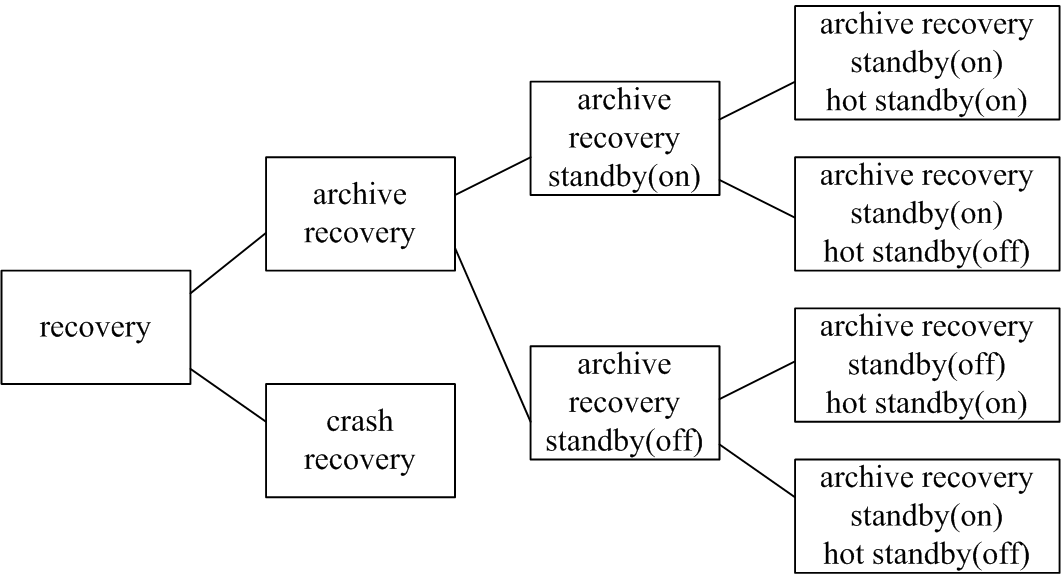 recovery
archive
recovery
crash
recovery
archive
recovery
standby(on)
archive
recovery
standby(off)
archive recovery
standby(on)
hot standby(on)
archive recovery
standby(on)
hot standby(off)
archive recovery
standby(off)
hot standby(on)
archive recovery
standby(on)
hot standby(off)